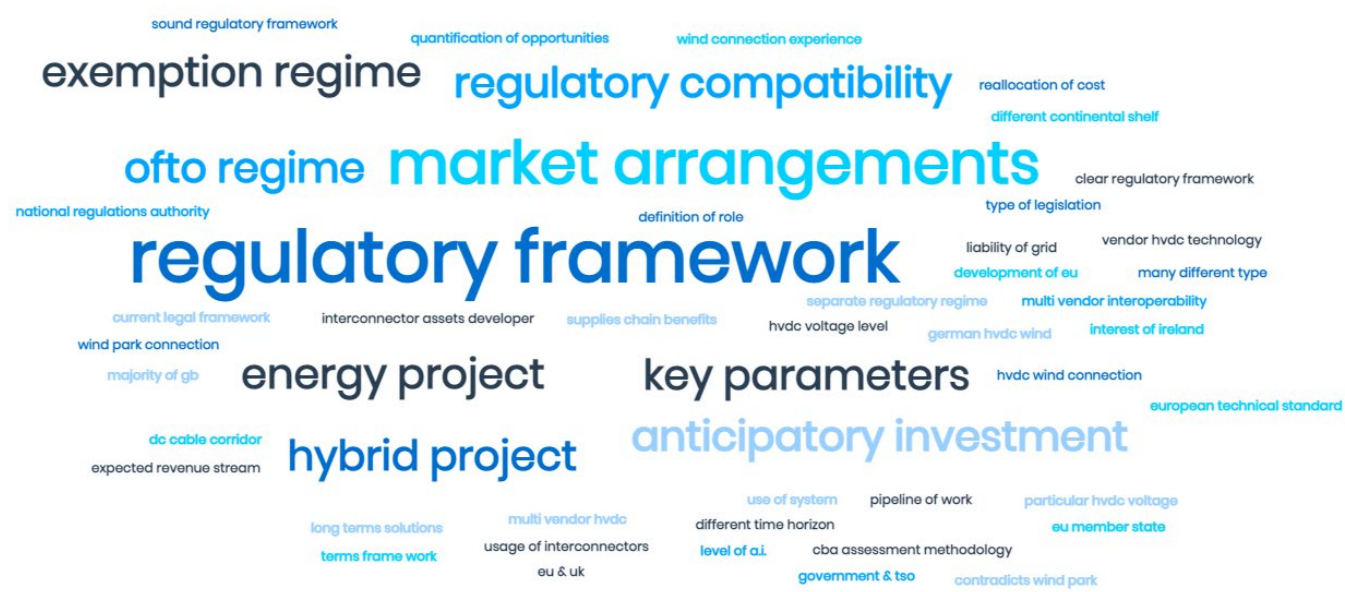 sound regulatory framework
quantification of opportunities
wind connection experience
exemption regime
regulatory compatibility
reallocation of cost
different continental shelf
ofto regime
market arrangements
clear regulatory framework
national regulations authority
definition of role
type of legislation
regulatory framework
liability of grid
vendor hvdc technology
development of eu
many different type
separate regulatory regime
multi vendor interoperability
current legal framework
interconnector assets developer
supplies chain benefits
hvdc voltage level
german hvdc wind
interest of ireland
wind park connection
majority of gb
energy project
key parameters
hvdc wind connection
european technical standard
dc cable corridor
hybrid project
anticipatory investment
expected revenue stream
use of system
pipeline of work
particular hvdc voltage
long terms solutions
multi vendor hvdc
different time horizon
eu member state
terms frame work
usage of interconnectors
level of a.i.
cba assessment methodology
eu & uk
government & tso
contradicts wind park